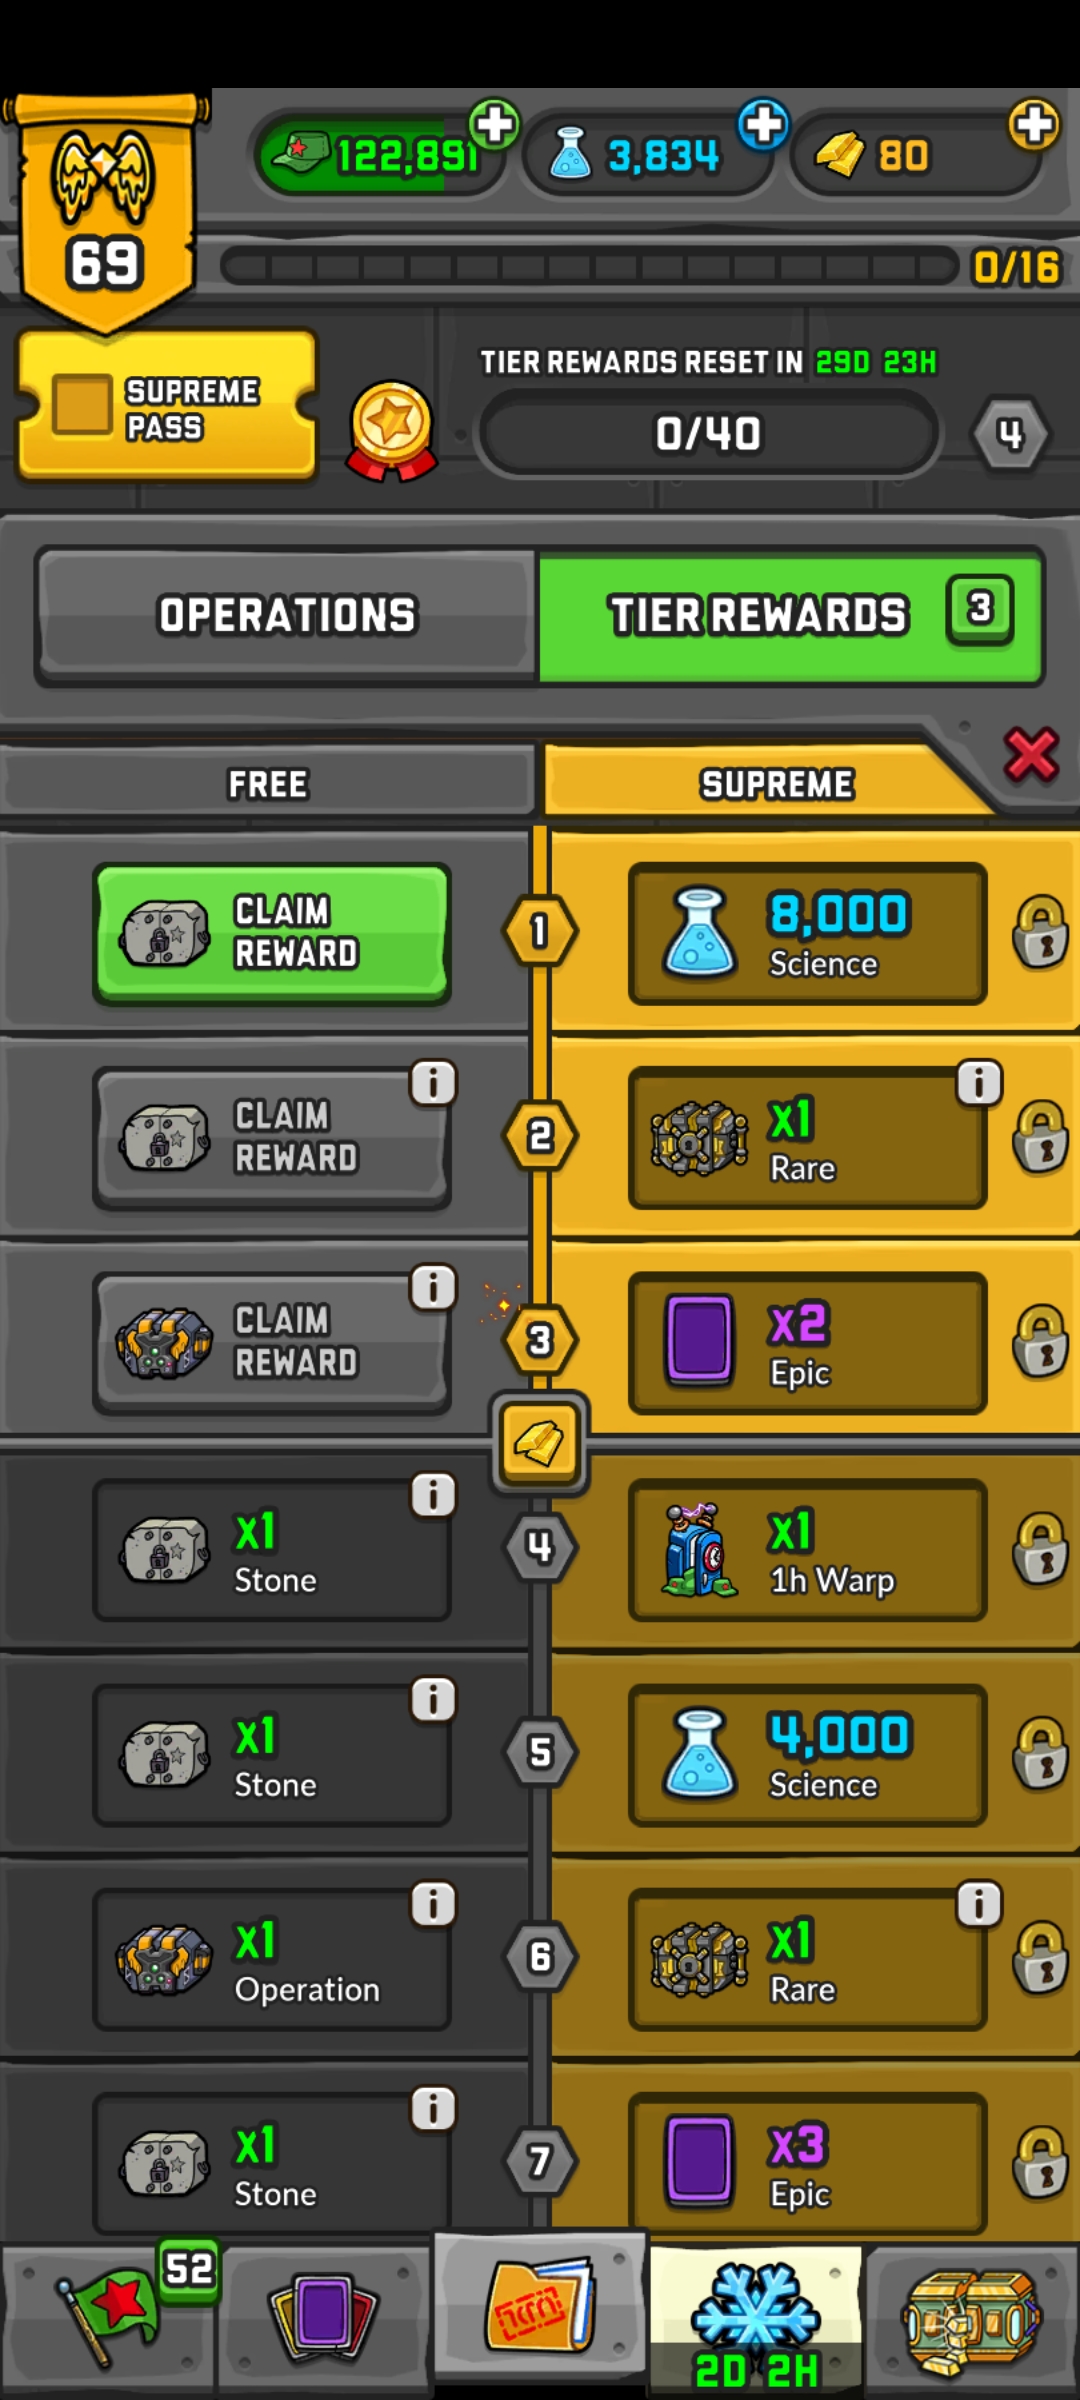 122,891
3,834
80
69
0/16
SUPREME
PASS
TIER REWARDS RESET IN 29D 23H
0/40
4
OPERATIONS
TIER REWARDS
3
FREE
SUPREME
CLAIM
REWARD
1
8,000
Science
CLAIM
REWARD
i
2
x1
Rare
i
CLAIM
REWARD
i
3
x2
Epic
x1
Stone
i
4
x1
1h Warp
x1
Stone
i
5
4,000
Science
x1
Operation
i
6
x1
Rare
i
x1
Stone
i
7
x3
Epic
52
2D 2H